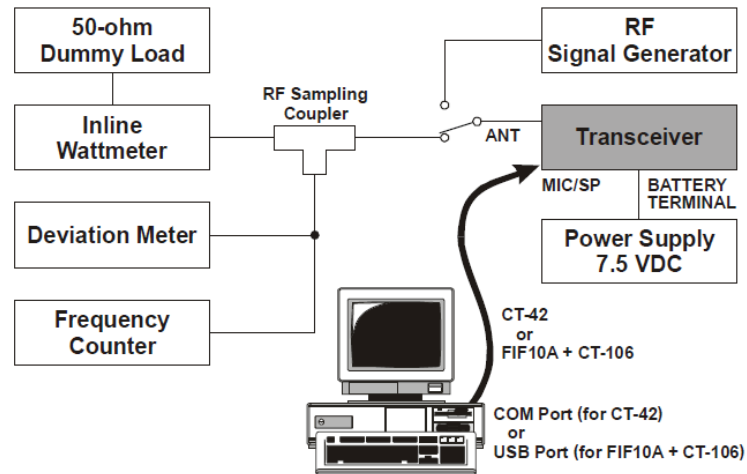 50-ohm
Dummy Load
RF
Signal Generator
RF Sampling
Coupler
Inline
Wattmeter
ANT
Transceiver
MIC/SP
BATTERY
TERMINAL
Deviation Meter
Power Supply
7.5 VDC
Frequency
Counter
CT-42
or
FIF10A + CT-106
COM Port (for CT-42)
or
USB Port (for FIF10A + CT-106)